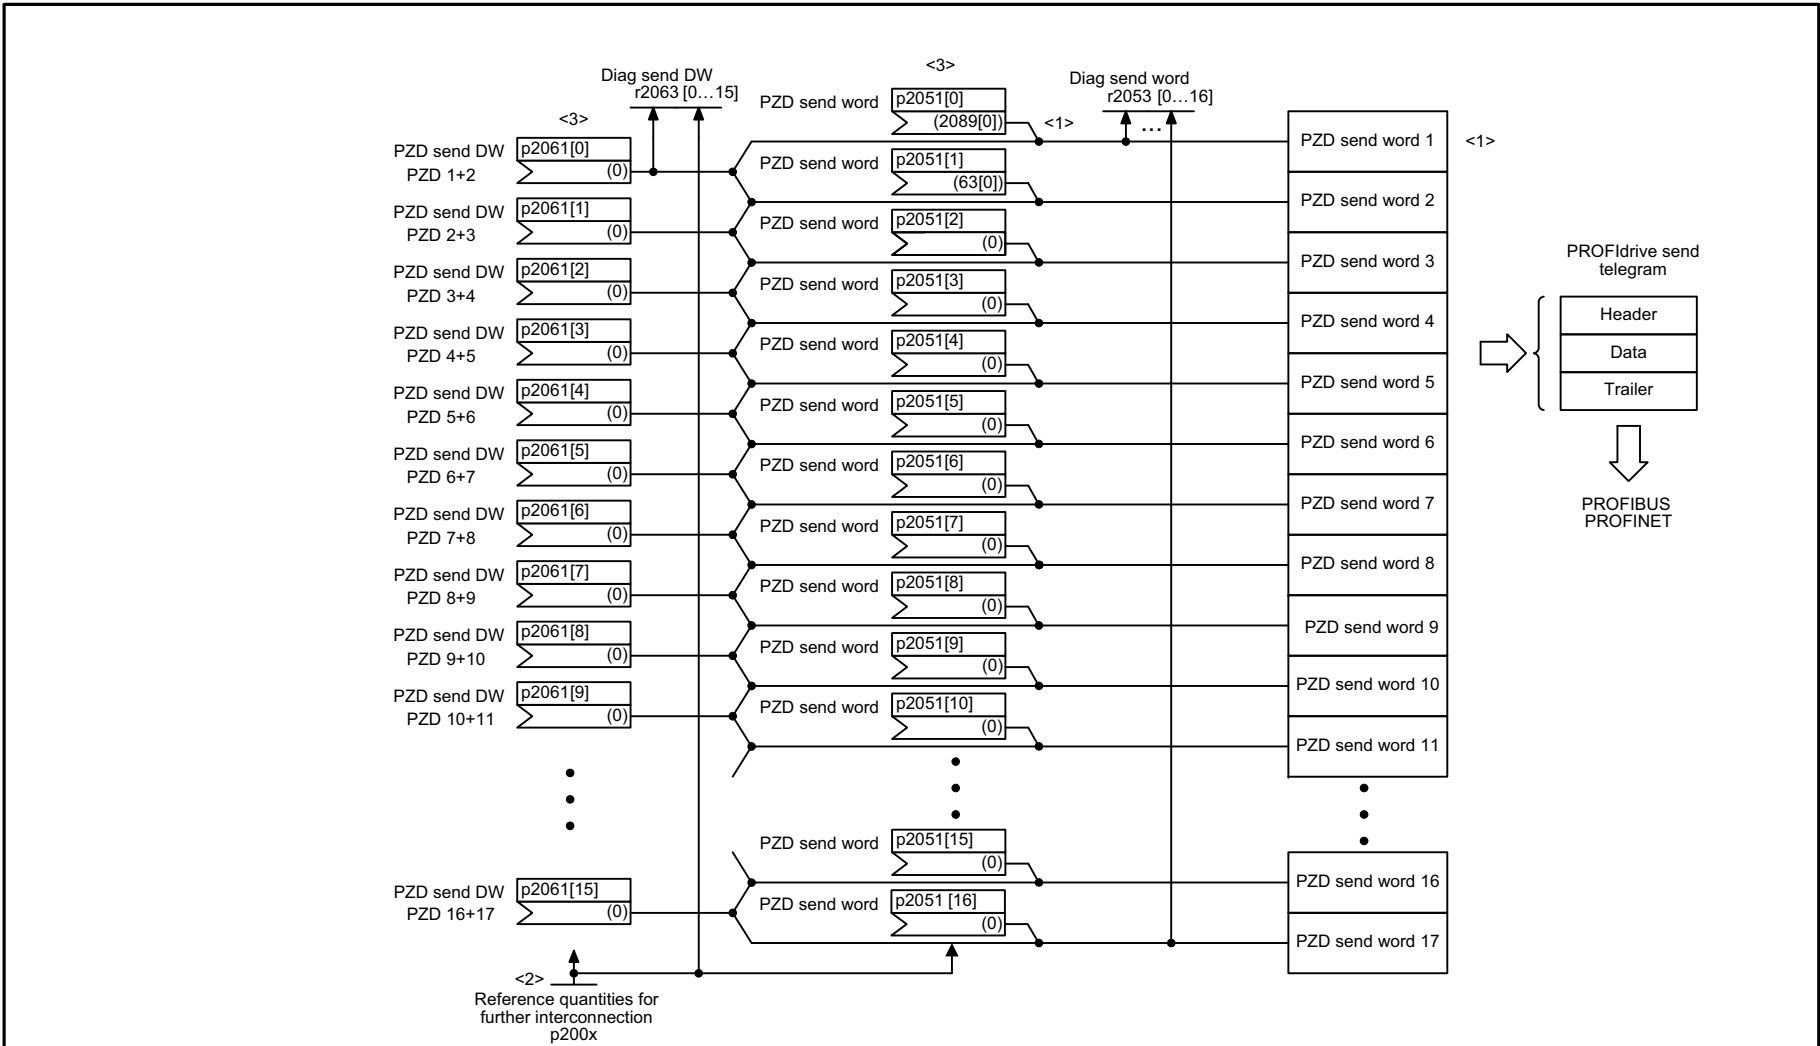 Diag send DW
r2063 [0...15]
<3>
PZD send DW
PZD 1+2
p2061[0]
(0)
PZD send DW
PZD 2+3
p2061[1]
(0)
PZD send DW
PZD 3+4
p2061[2]
(0)
PZD send DW
PZD 4+5
p2061[3]
(0)
PZD send DW
PZD 5+6
p2061[4]
(0)
PZD send DW
PZD 6+7
p2061[5]
(0)
PZD send DW
PZD 7+8
p2061[6]
(0)
PZD send DW
PZD 8+9
p2061[7]
(0)
PZD send DW
PZD 9+10
p2061[8]
(0)
PZD send DW
PZD 10+11
p2061[9]
(0)
PZD send DW
PZD 16+17
p2061[15]
(0)
<2>
Reference quantities for
further interconnection
p200x
<3>
PZD send word
p2051[0]
(2089[0])
PZD send word
p2051[1]
(63[0])
PZD send word
p2051[2]
(0)
PZD send word
p2051[3]
(0)
PZD send word
p2051[4]
(0)
PZD send word
p2051[5]
(0)
PZD send word
p2051[6]
(0)
PZD send word
p2051[7]
(0)
PZD send word
p2051[8]
(0)
PZD send word
p2051[9]
(0)
PZD send word
p2051[10]
(0)
PZD send word
p2051[15]
(0)
PZD send word
p2051 [16]
(0)
<1>
Diag send word
r2053 [0...16]
...
PZD send word 1
<1>
PZD send word 2
PZD send word 3
PZD send word 4
PZD send word 5
PZD send word 6
PZD send word 7
PZD send word 8
PZD send word 9
PZD send word 10
PZD send word 11
PZD send word 16
PZD send word 17
PROFIdrive send
telegram
Header
Data
Trailer
PROFIBUS
PROFINET